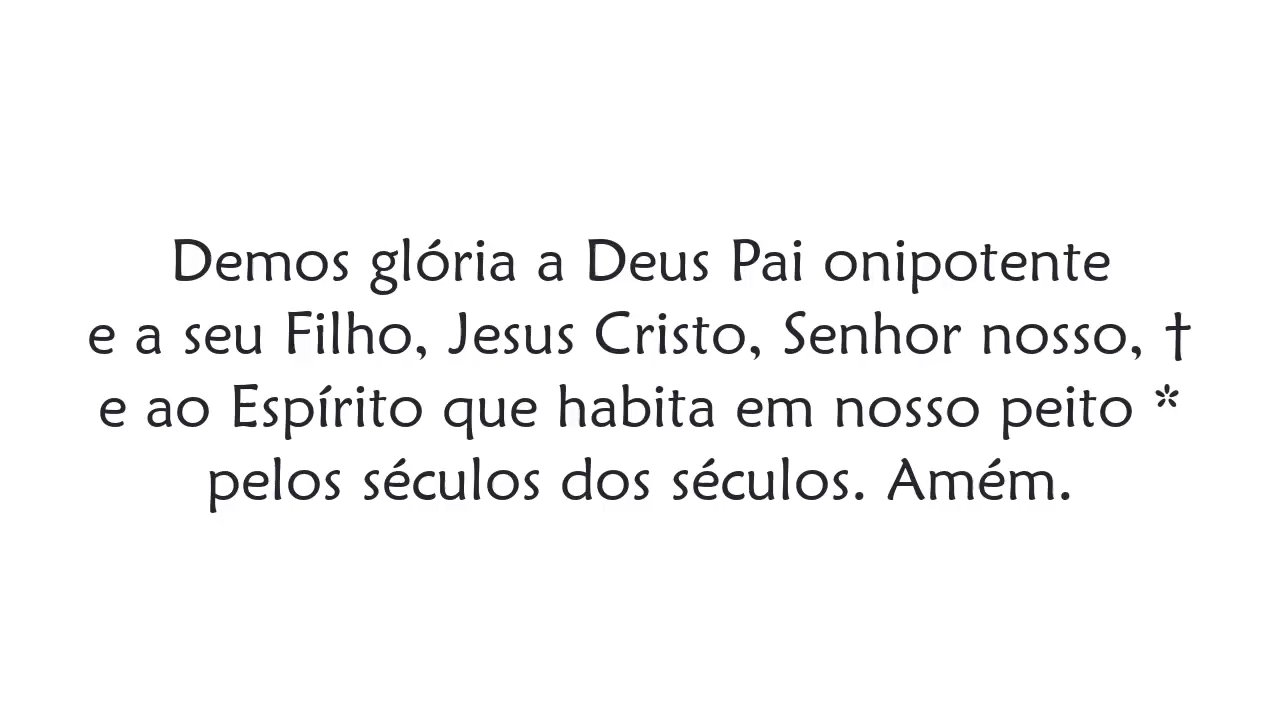 Demos glória a Deus Pai onipotente
e a seu Filho, Jesus Cristo, Senhor nosso, †
e ao Espírito que habita em nosso peito *
pelos séculos dos séculos. Amém.